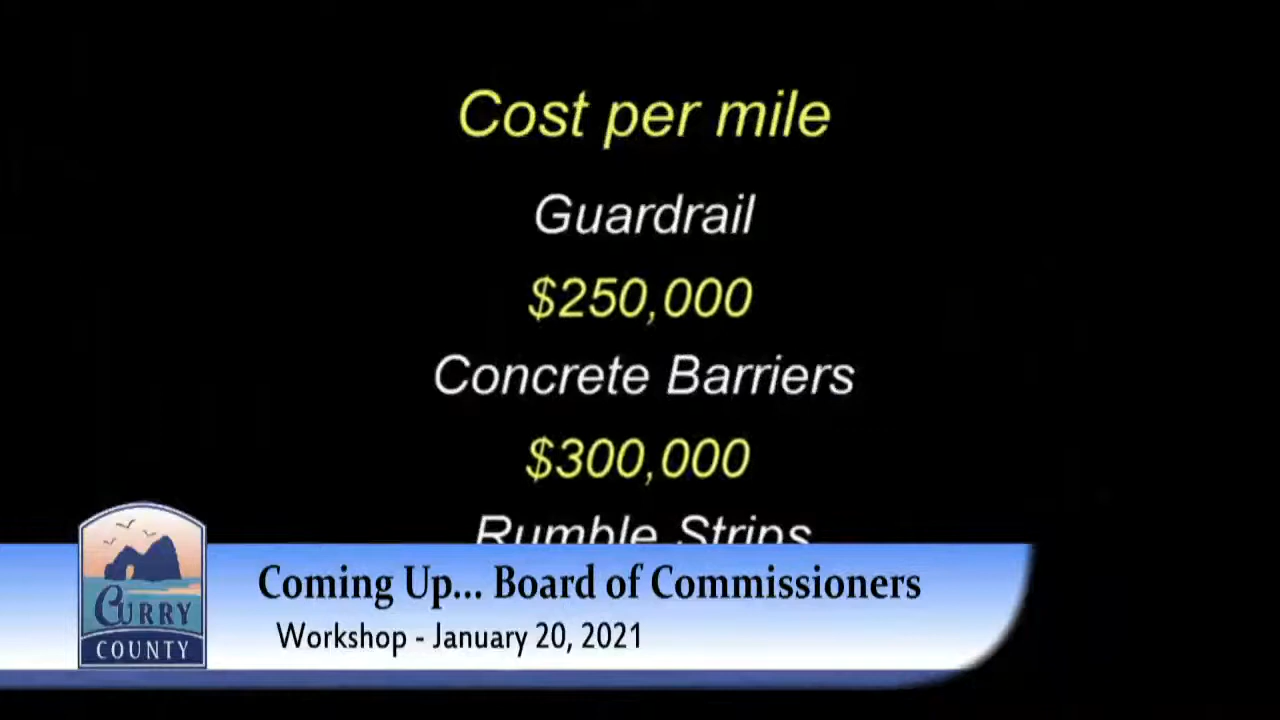 Cost per mile
Guardrail
$250,000
Concrete Barriers
$300,000
Rumble Strips
Coming Up... Board of Commissioners
Workshop - January 20, 2021
CURRY
COUNTY